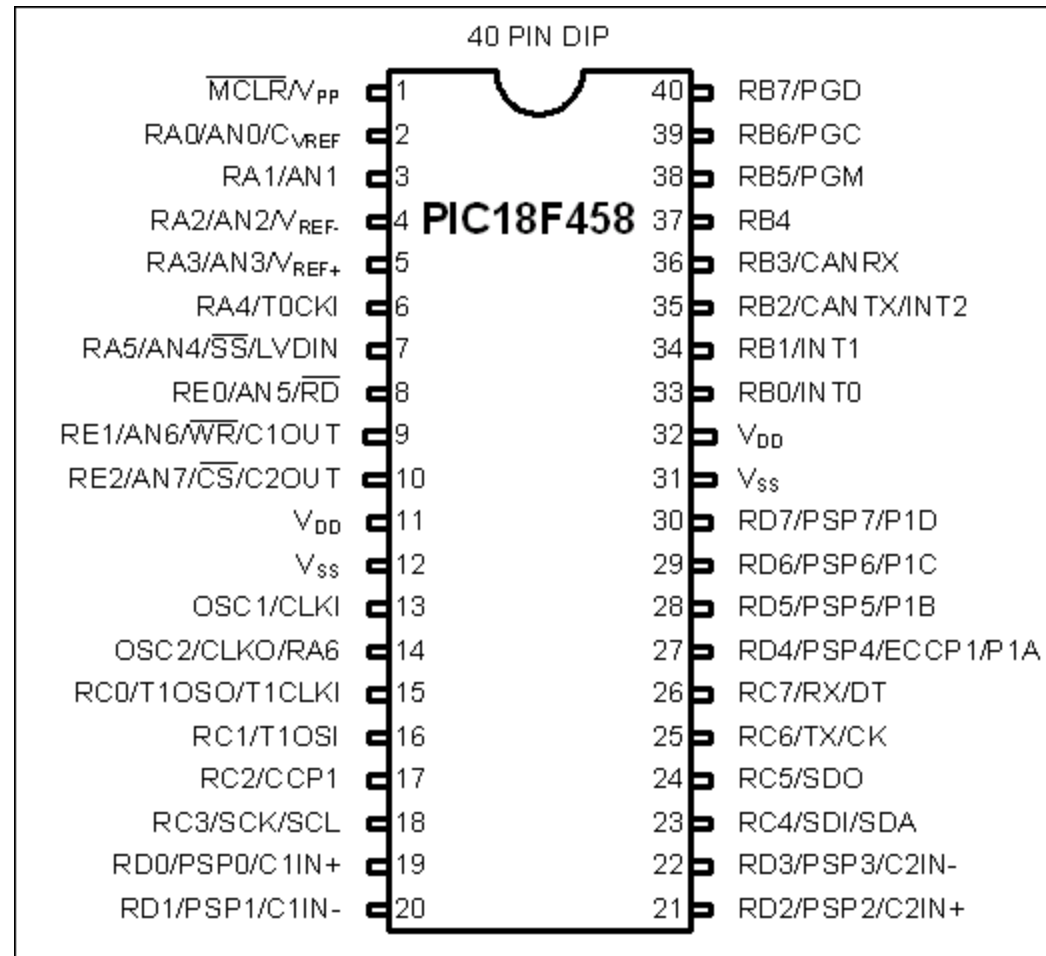 40 PIN DIP
MCLR/VPP 1 40 RB7/PGD
RA0/AN0/CVREF 2 39 RB6/PGC
RA1/AN1 3 38 RB5/PGM
RA2/AN2/VREF- 4 PIC18F458 37 RB4
RA3/AN3/VREF+ 5 36 RB3/CANRX
RA4/T0CKI 6 35 RB2/CANTX/INT2
RA5/AN4/SS/LVDIN 7 34 RB1/INT1
RE0/AN5/RD 8 33 RB0/INT0
RE1/AN6/WR/C1OUT 9 32 VDD
RE2/AN7/CS/C2OUT 10 31 VSS
VDD 11 30 RD7/PSP7/P1D
VSS 12 29 RD6/PSP6/P1C
OSC1/CLKI 13 28 RD5/PSP5/P1B
OSC2/CLKO/RA6 14 27 RD4/PSP4/ECCP1/P1A
RC0/T1OSO/T1CLKI 15 26 RC7/RX/DT
RC1/T1OSI 16 25 RC6/TX/CK
RC2/CCP1 17 24 RC5/SDO
RC3/SCK/SCL 18 23 RC4/SDI/SDA
RD0/PSP0/C1IN+ 19 22 RD3/PSP3/C2IN-
RD1/PSP1/C1IN- 20 21 RD2/PSP2/C2IN+